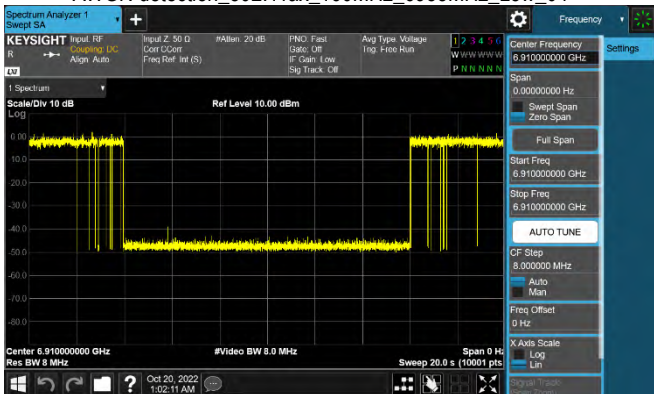 Spectrum Analyzer 1
Swept SA
+
Frequency
KEYSIGHT
R
LXI
Input: RF
Coupling: DC
Align: Auto
Input Z: 50 Ω
Corr CCorr
Freq Ref: Int (S)
#Atten: 20 dB
PNO: Fast
Gate: Off
IF Gain: Low
Sig Track: Off
Avg Type: Voltage
Trig: Free Run
1 2 3 4 5 6
W W W W W W
P N N N N N
Center Frequency
6.910000000 GHz
Settings
Span
0.00000000 Hz
Swept Span
Zero Span
Full Span
Start Freq
6.910000000 GHz
Stop Freq
6.910000000 GHz
AUTO TUNE
CF Step
8.000000 MHz
Auto
Man
Freq Offset
0 Hz
X Axis Scale
Log
Lin
1 Spectrum
Scale/Div 10 dB
Ref Level 10.00 dBm
Log
0.00
-10.0
-20.0
-30.0
-40.0
-50.0
-60.0
-70.0
-80.0
Center 6.910000000 GHz
#Video BW 8.0 MHz
Span 0 Hz
Res BW 8 MHz
Sweep 20.0 s (10001 pts
?
Oct 20, 2022
1:02:11 AM
Signal Track